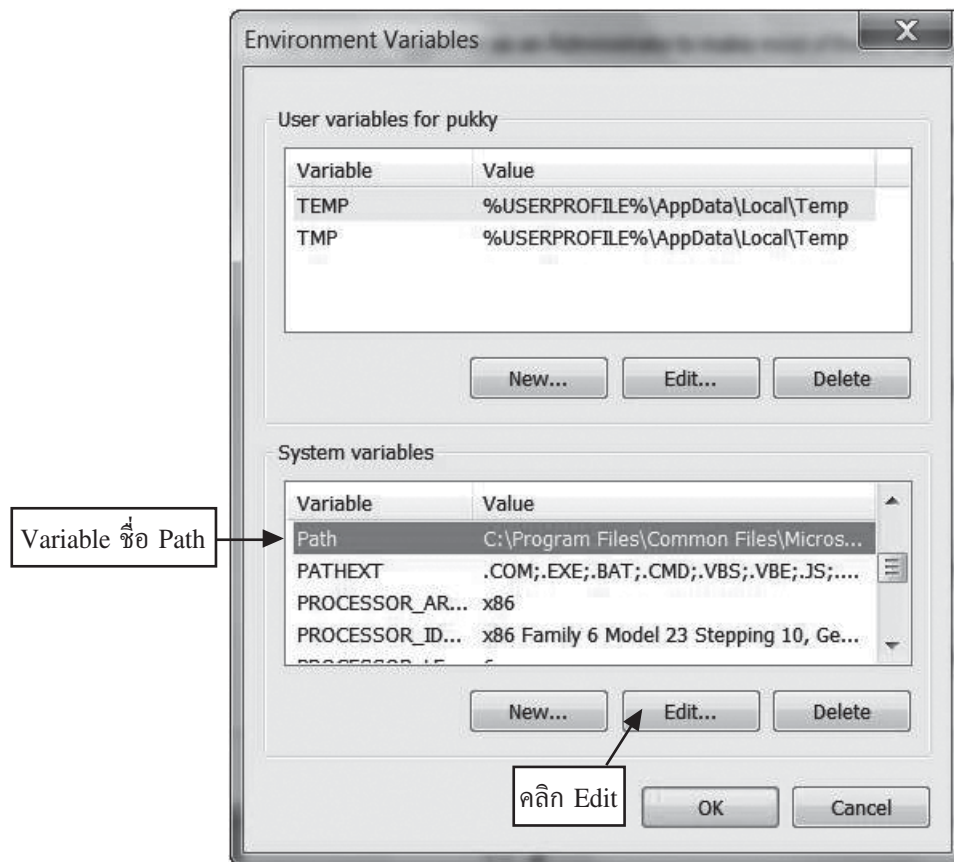 Environment Variables
User variables for pukky
Variable Value
TEMP %USERPROFILE%\AppData\Local\Temp
TMP %USERPROFILE%\AppData\Local\Temp
New... Edit... Delete
System variables
Variable Value
Variable ชื่อ Path
Path C:\Program Files\Common Files\Micros...
PATHEXT .COM;.EXE;.BAT;.CMD;.VBS;.VBE;.JS;....
PROCESSOR_AR... x86
PROCESSOR_ID... x86 Family 6 Model 23 Stepping 10, Ge...
New... Edit... Delete
คลิก Edit
OK Cancel